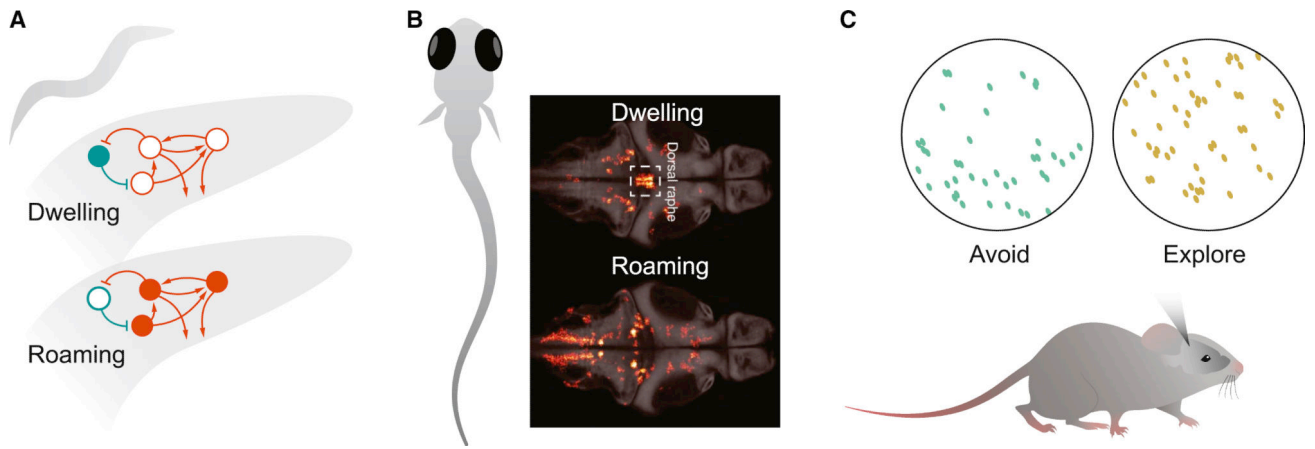 A
Dwelling
Roaming
B
Dwelling
Dorsal raphe
Roaming
C
Avoid
Explore